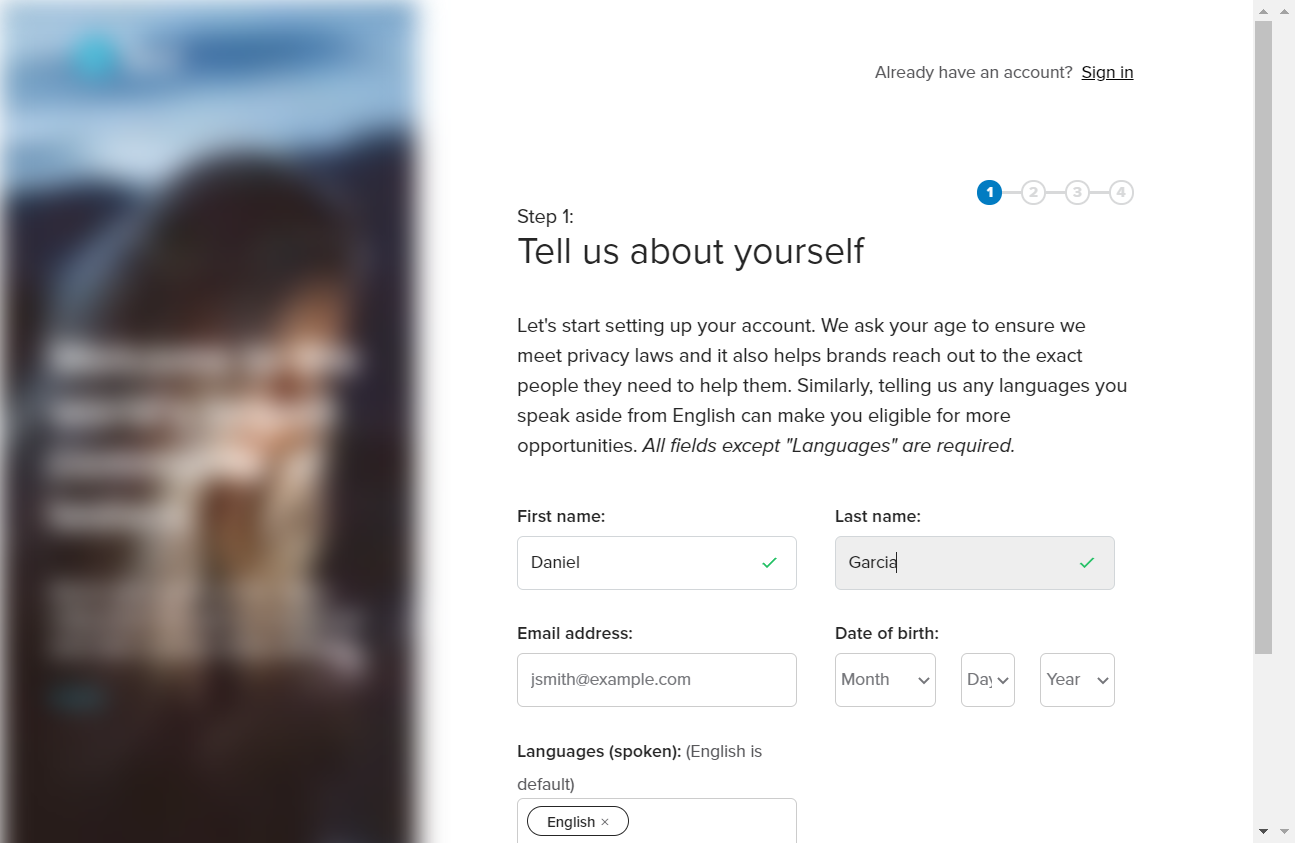 Already have an account? Sign in
1 2 3 4
Step 1:
Tell us about yourself
Let's start setting up your account. We ask your age to ensure we
meet privacy laws and it also helps brands reach out to the exact
people they need to help them. Similarly, telling us any languages you
speak aside from English can make you eligible for more
opportunities. All fields except "Languages" are required.
First name: Last name:
Daniel Garcia
Email address: Date of birth:
jsmith@example.com Month Day Year
Languages (spoken): (English is
default)
English ×